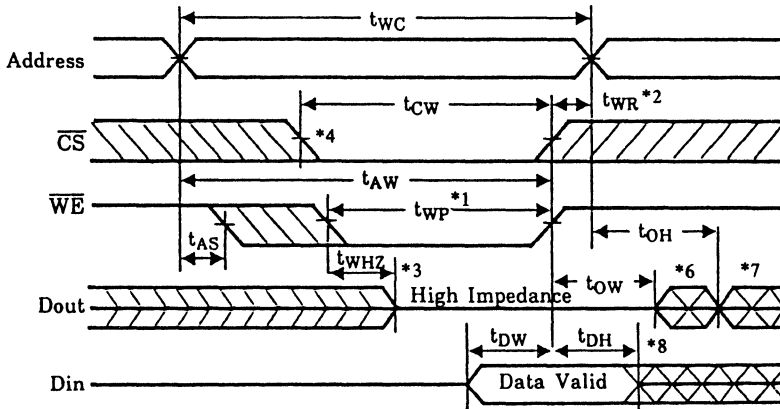 tWC
Address
tCW
tWR *2
CS
*4
tAW
WE
tWP *1
tAS
tOH
tWHZ
*3
tOW
*6
*7
Dout
High Impedance
tDW
tDH
*8
Din
Data Valid